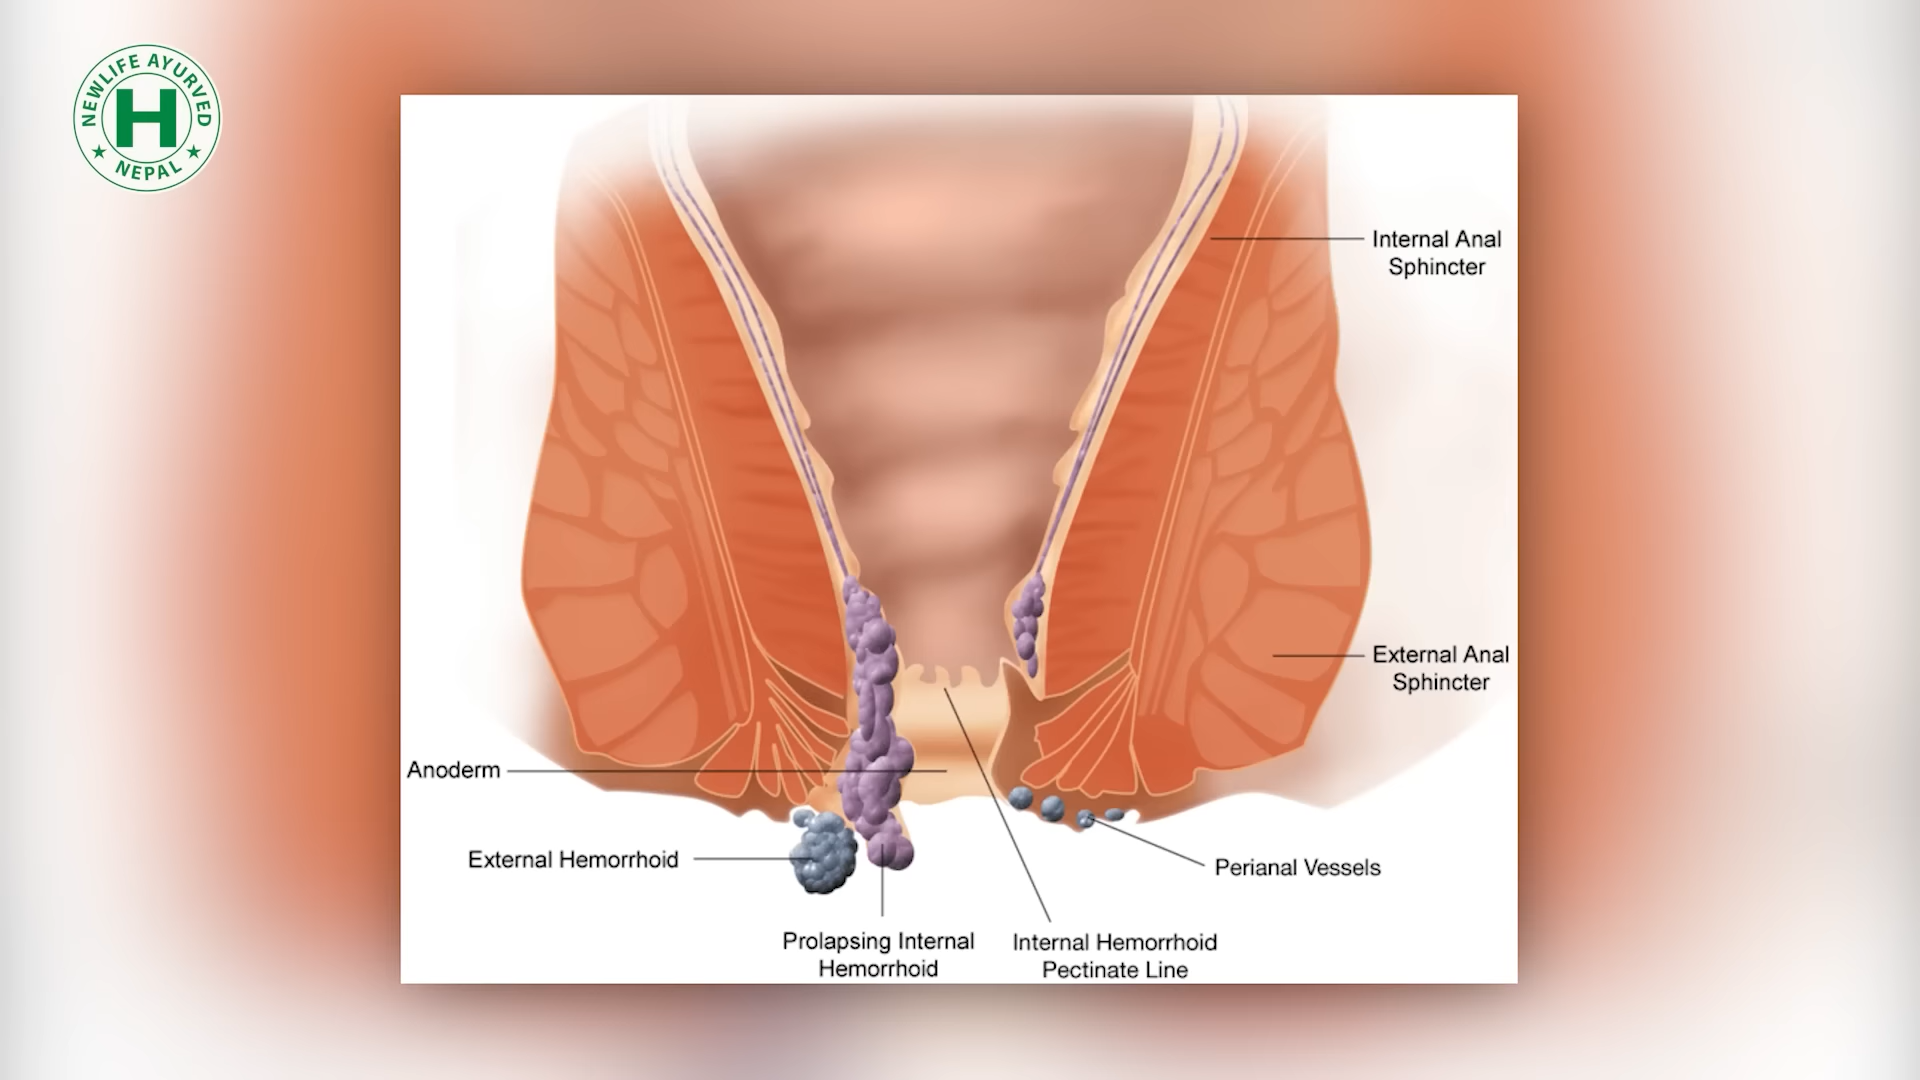 NEWLIFE AYURVED
H
NEPAL
Internal Anal
Sphincter
External Anal
Sphincter
Anoderm
External Hemorrhoid
Perianal Vessels
Prolapsing Internal
Hemorrhoid
Internal Hemorrhoid
Pectinate Line